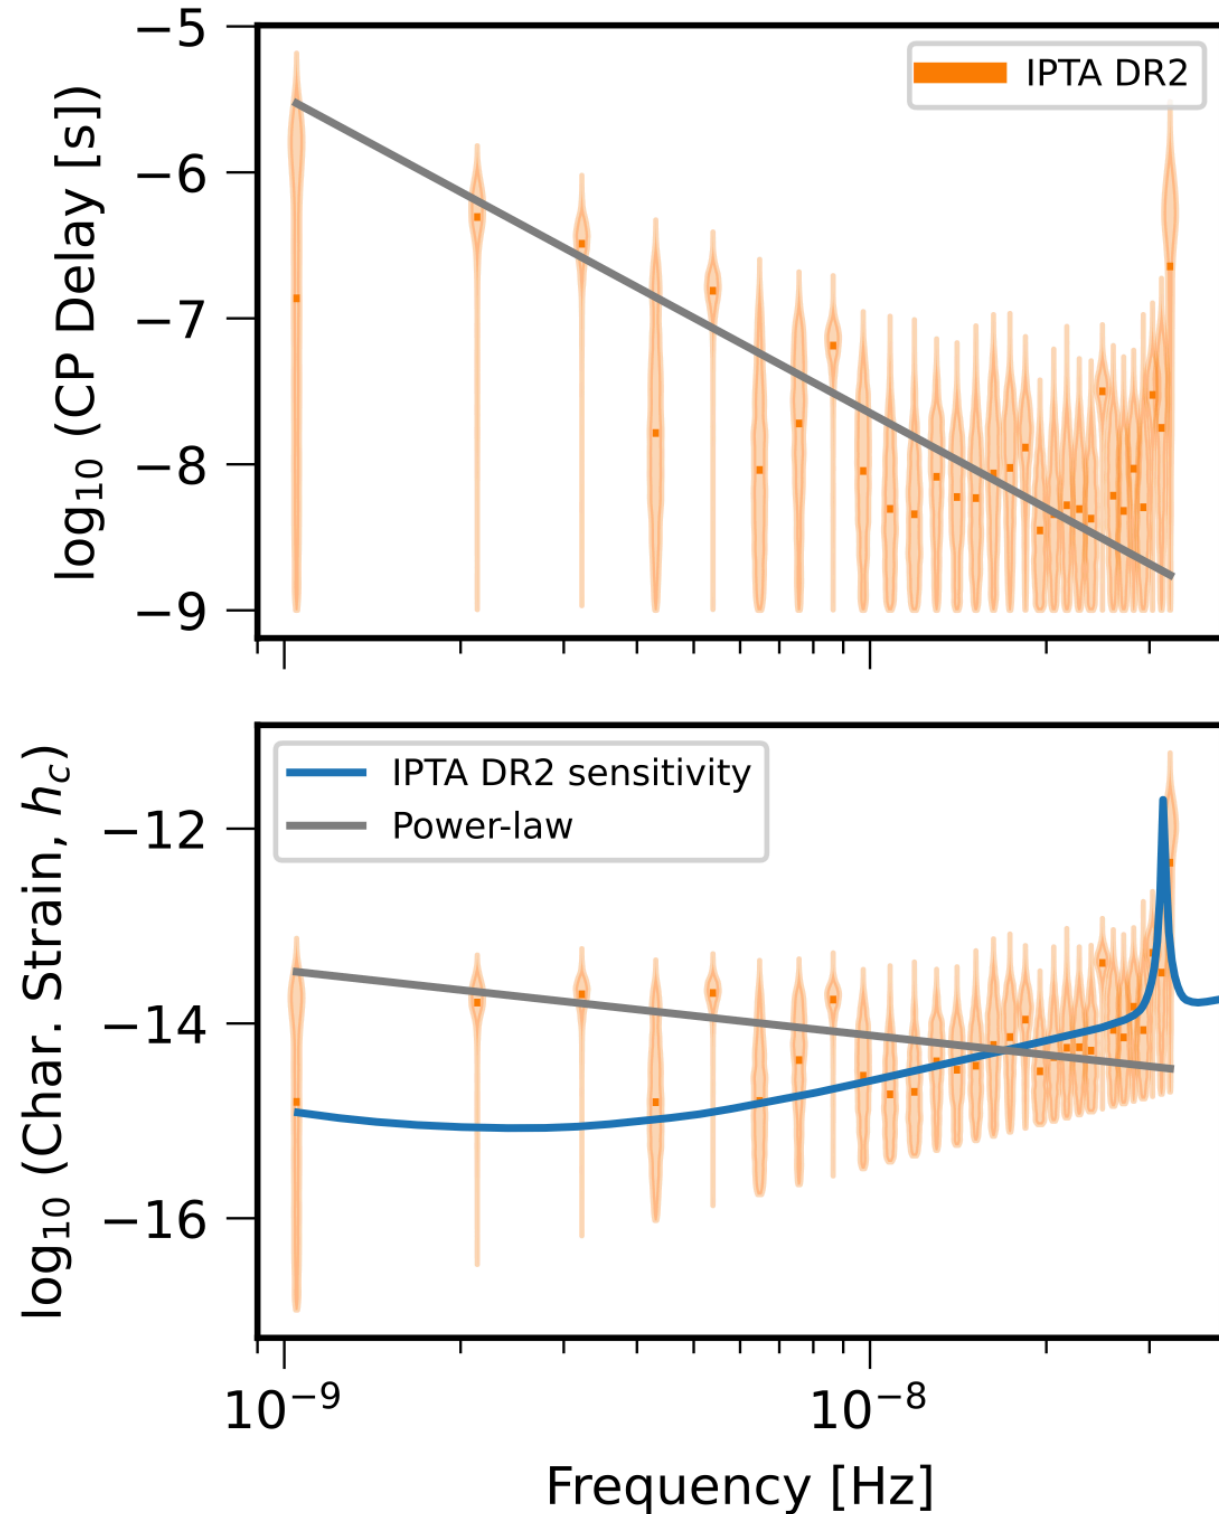 log₁₀ (CP Delay [s])
−5
−6
−7
−8
−9
IPTA DR2
log₁₀ (Char. Strain, h_c)
−12
−14
−16
IPTA DR2 sensitivity
Power-law
10⁻⁹
10⁻⁸
Frequency [Hz]